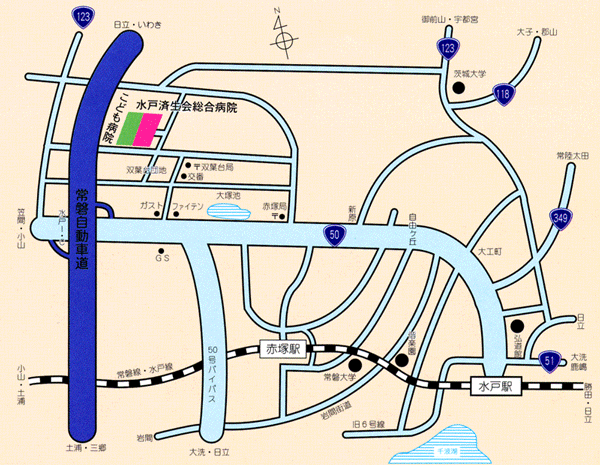 123
日立・いわき
N
御前山・宇都宮
123
大子・郡山
茨城大学
118
こども病院
水戸済生会総合病院
双葉台団地
〒双葉台局
交番
大塚池
常陸太田
ガスト
ファイテン
赤塚局
〒
新原
自由ヶ丘
349
笠間・小山
常磐自動車道
50
大工町
GS
50号バイパス
赤塚駅
偕楽園
弘道館
日立
常磐線・水戸線
常磐大学
51
大洗
鹿嶋
小山・土浦
水戸駅
勝田・日立
岩間街道
旧6号線
岩間
土浦・三郷
大洗・日立
千波湖